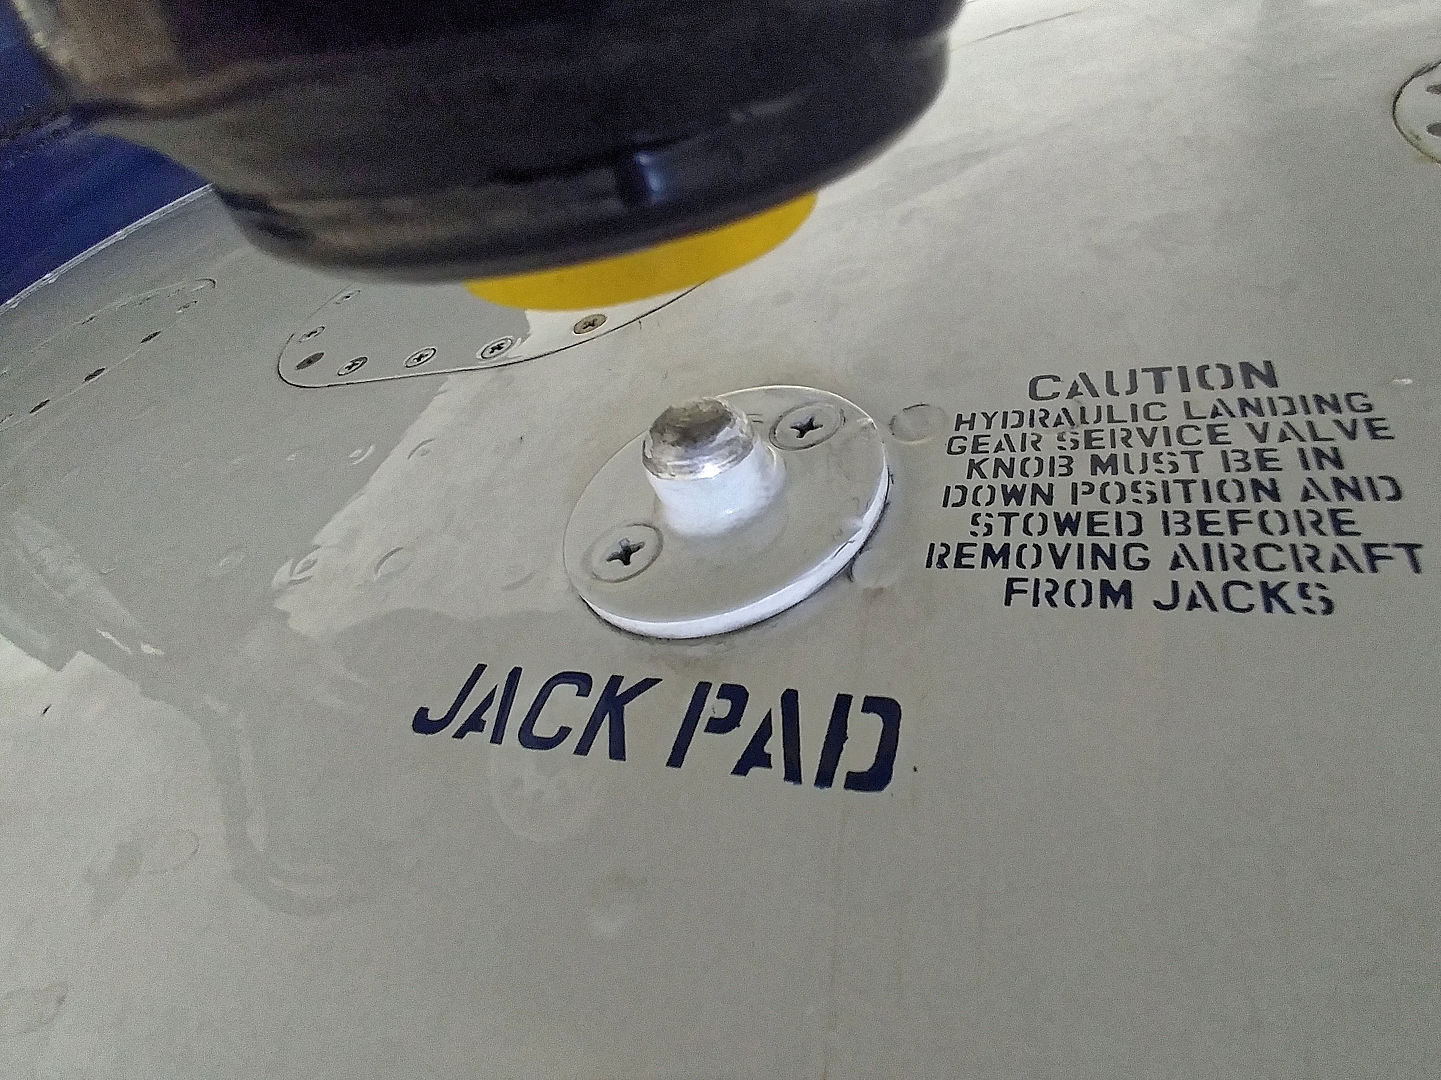 CAUTION
HYDRAULIC LANDING
GEAR SERVICE VALVE
KNOB MUST BE IN
DOWN POSITION AND
STOWED BEFORE
REMOVING AIRCRAFT
FROM JACKS
JACK PAD